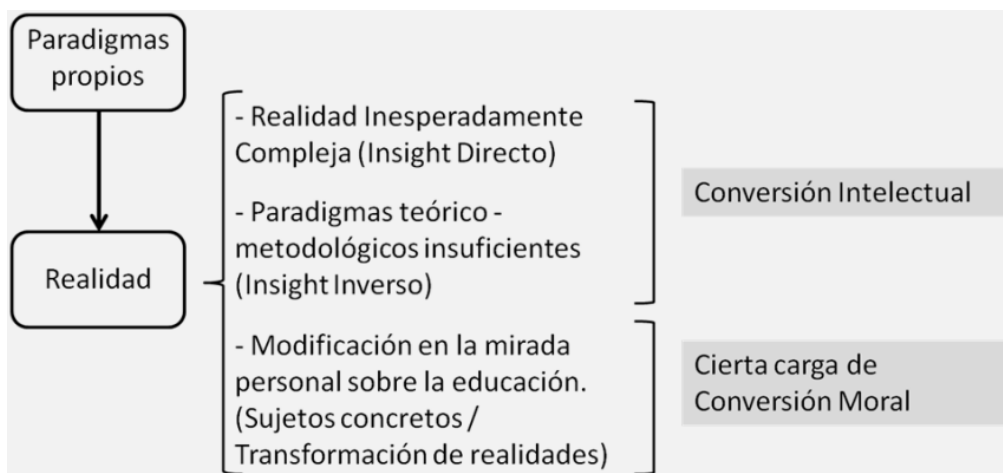 Paradigmas
propios
Realidad
- Realidad Inesperadamente
Compleja (Insight Directo)
- Paradigmas teórico -
metodológicos insuficientes
(Insight Inverso)
- Modificación en la mirada
personal sobre la educación.
(Sujetos concretos /
Transformación de realidades)
Conversión Intelectual
Cierta carga de
Conversión Moral